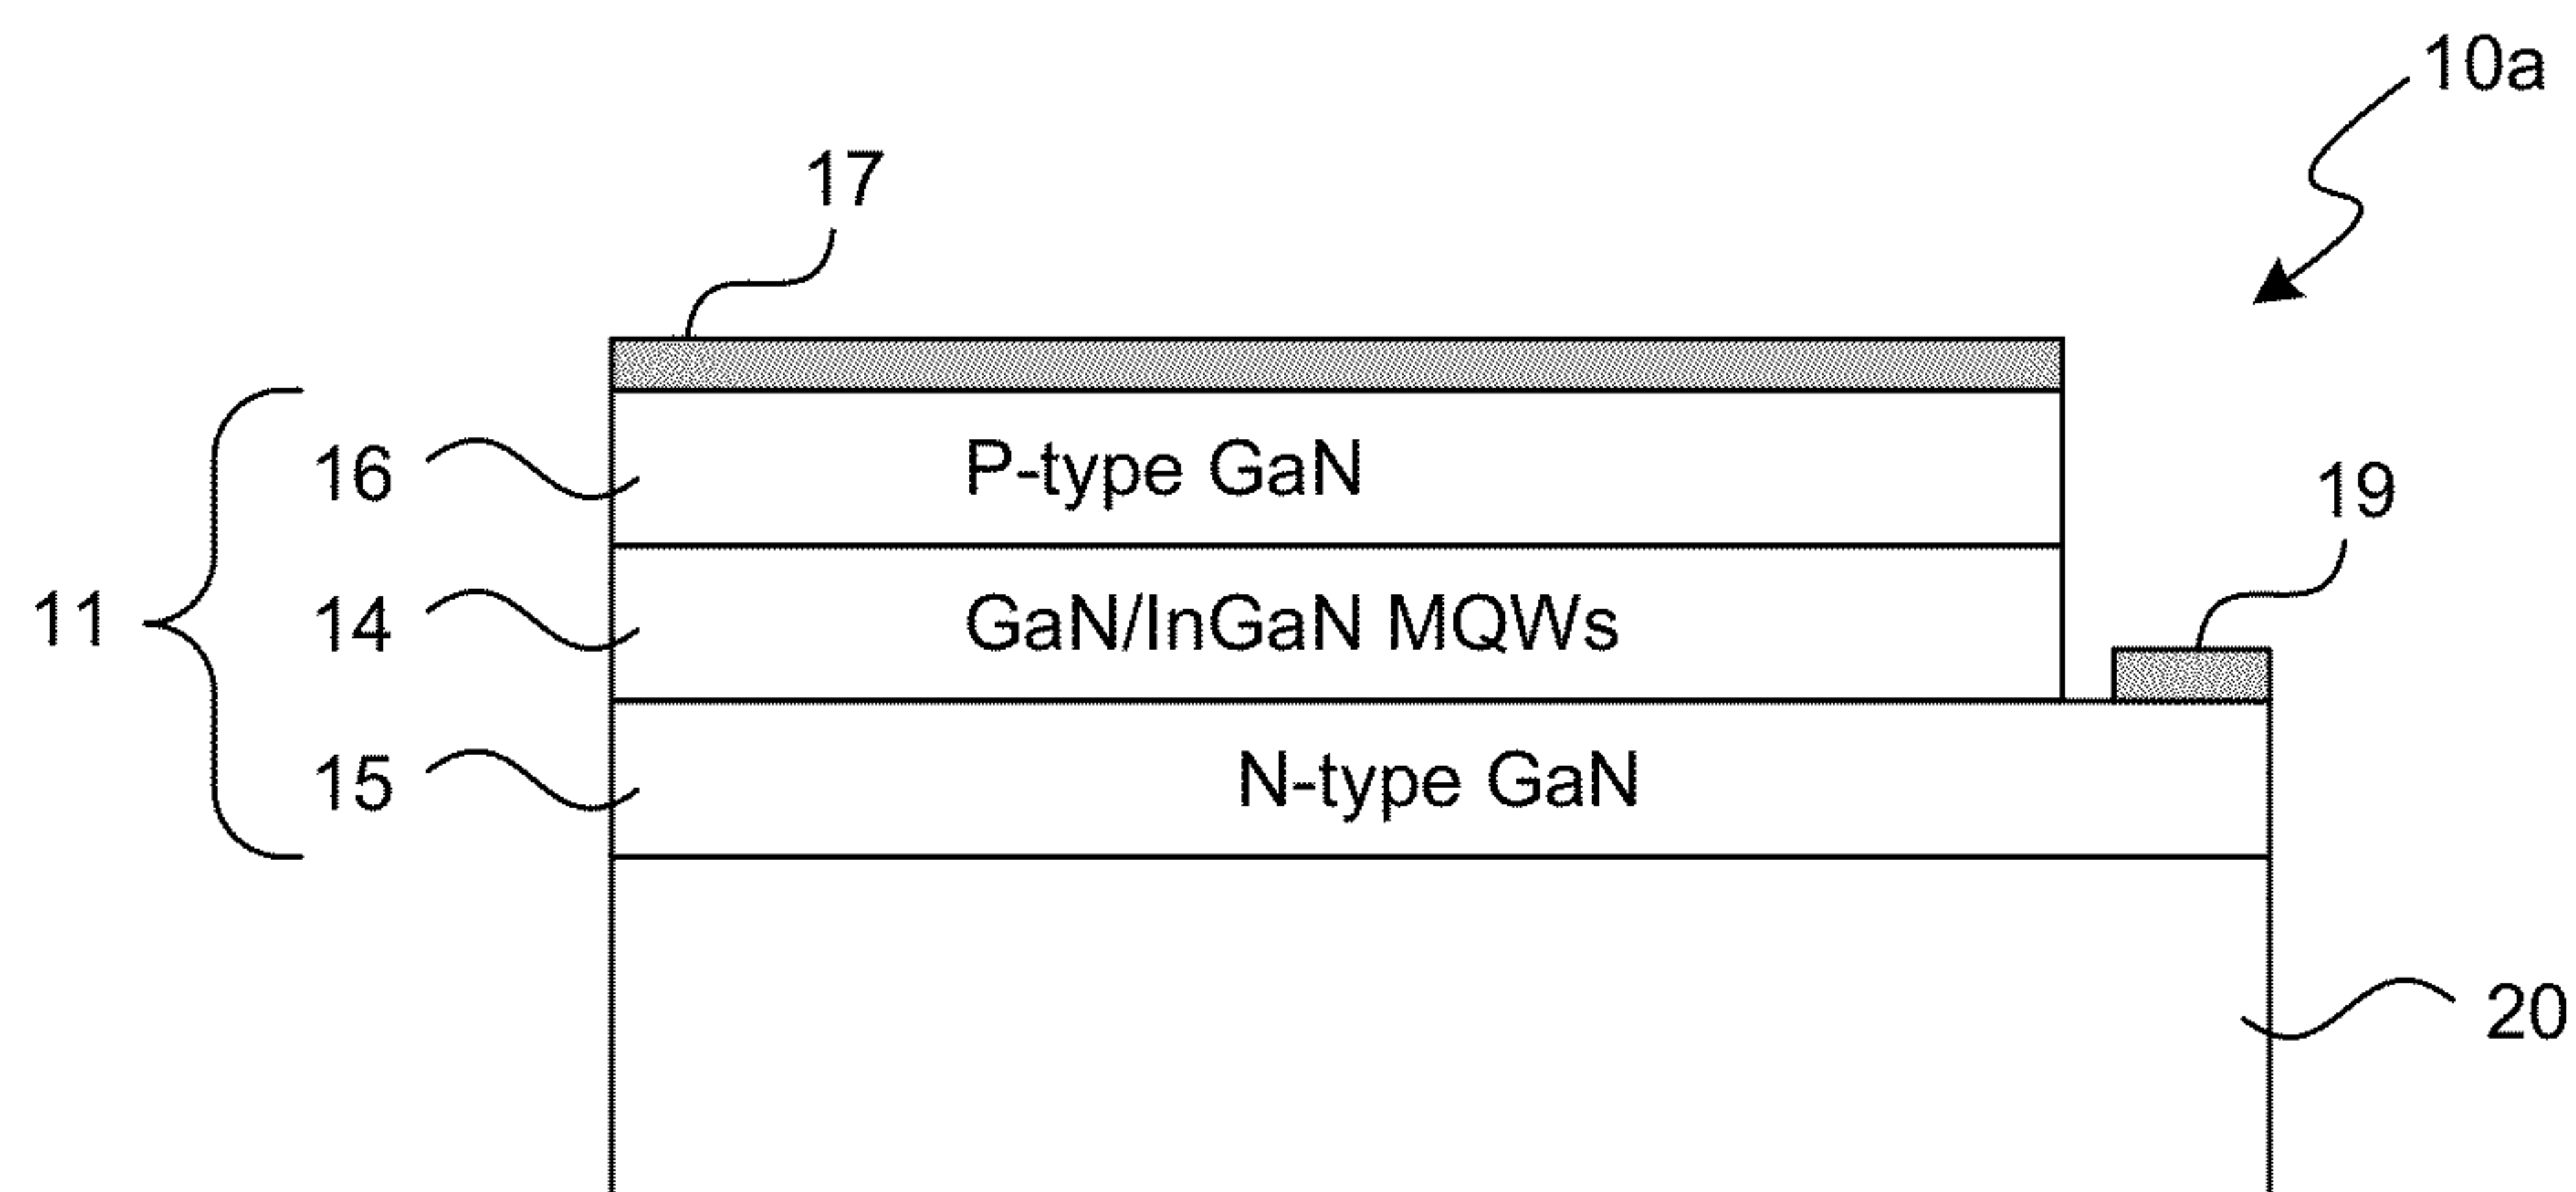 10a
17
16 P-type GaN
19
11 14 GaN/InGaN MQWs
15 N-type GaN
20